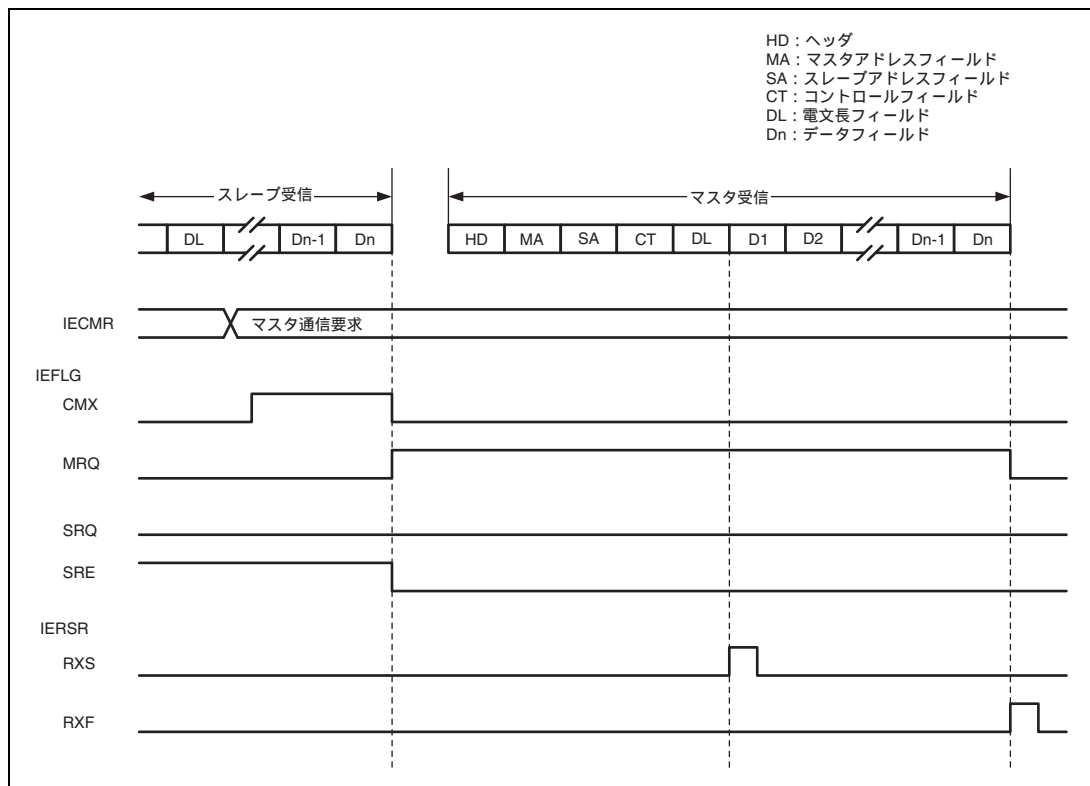 HD：ヘッダ
MA：マスタアドレスフィールド
SA：スレーブアドレスフィールド
CT：コントロールフィールド
DL：電文長フィールド
Dn：データフィールド
スレーブ受信 マスタ受信
DL Dn-1 Dn HD MA SA CT DL D1 D2 Dn-1 Dn
IECMR マスタ通信要求
IEFLG
CMX
MRQ
SRQ
SRE
IERSR
RXS
RXF